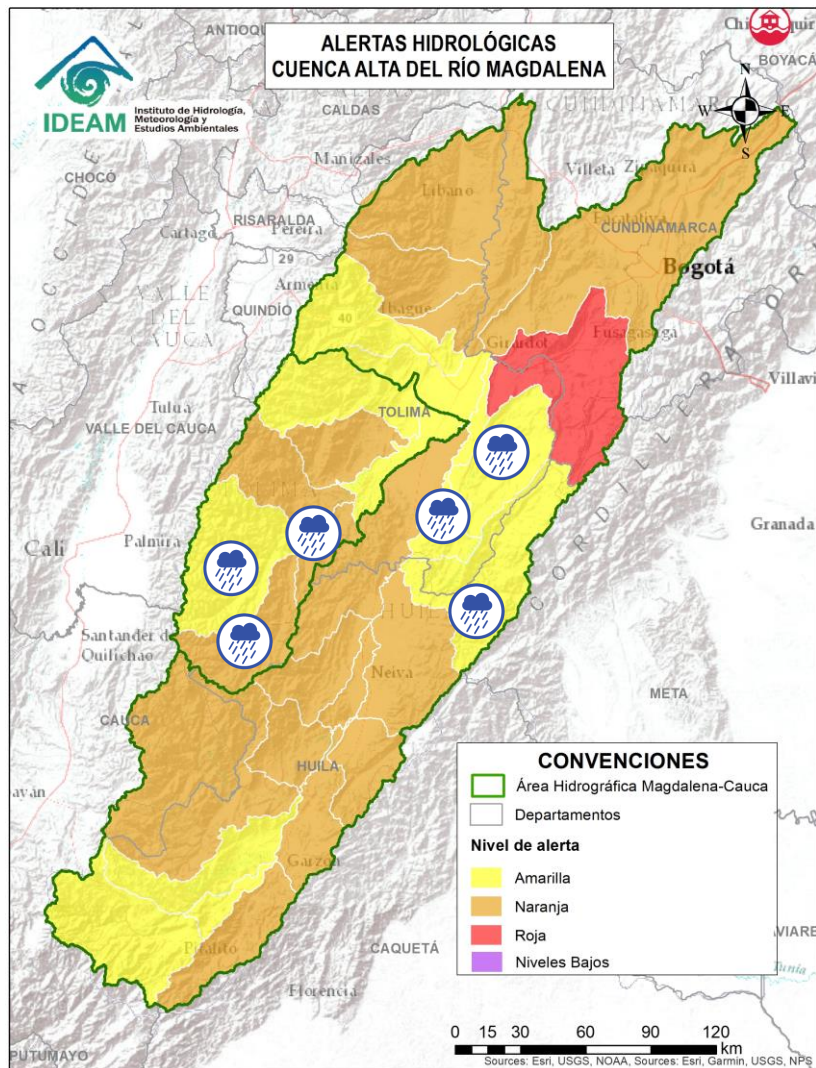 ALERTAS HIDROLÓGICAS
CUENCA ALTA DEL RÍO MAGDALENA
IDEAM
Instituto de Hidrología,
Meteorología y
Estudios Ambientales
BOYACÁ
N
W
E
S
CALDAS
Manizales
Líbano
Villeta
Zipaquirá
CHOCÓ
RISARALDA
Cartago
Pereira
Facatativa
CUNDINAMARCA
Bogotá
29
Armenia
QUINDÍO
40
Ibague
VALLE
DEL
CAUCA
Girardot
Fusagasugá
Tuluá
VALLE DEL CAUCA
TOLIMA
Granada
Cali
Palmira
Santander de
Quilichao
CAUCA
Neiva
META
HUILA
Garzón
Pitalito
CAQUETÁ
Florencia
PUTUMAYO
CONVENCIONES
Área Hidrográfica Magdalena-Cauca
Departamentos
Nivel de alerta
Amarilla
Naranja
Roja
Niveles Bajos
0 15 30 60 90 120
km
Sources: Esri, USGS, NOAA, Sources: Esri, Garmin, USGS, NPS